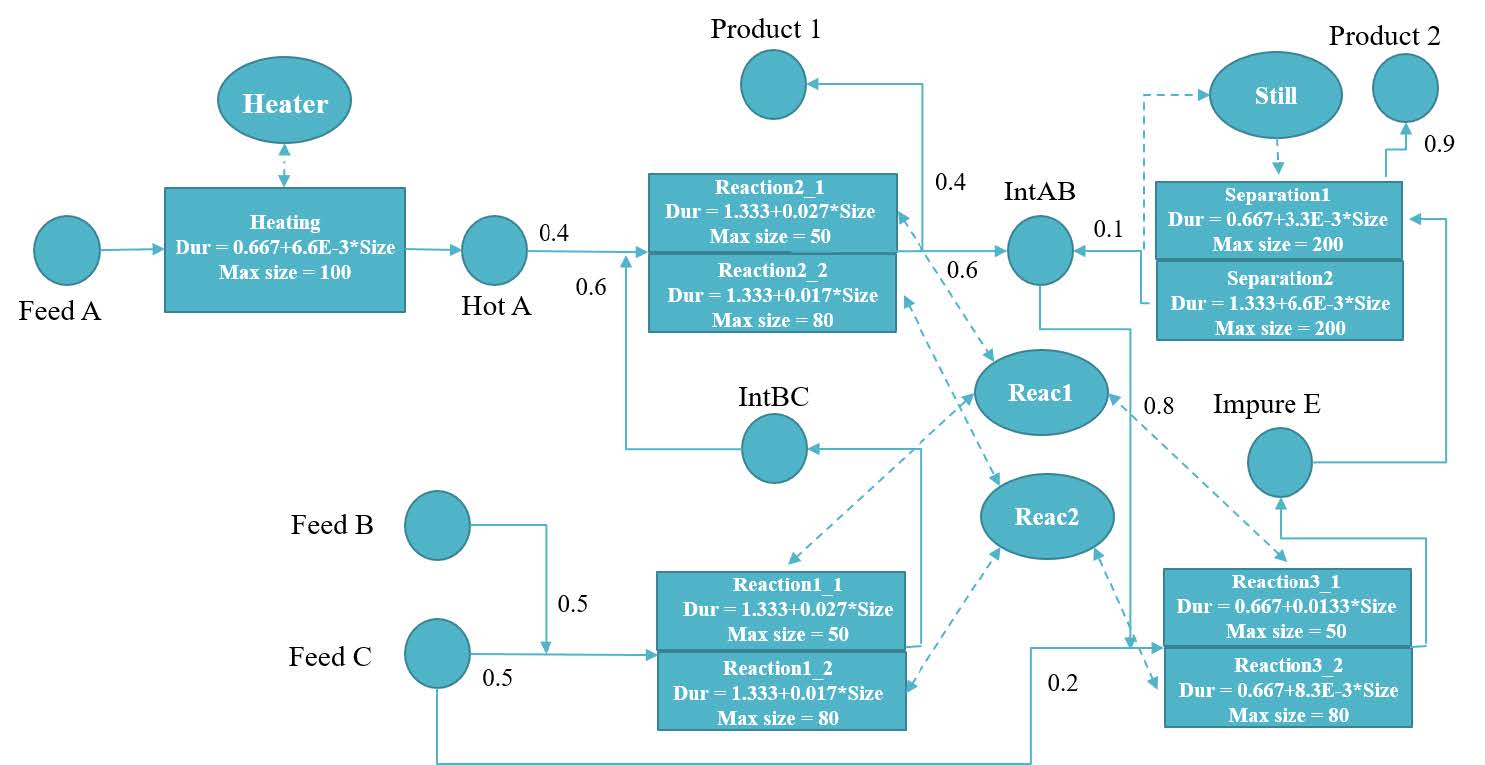 Product 1
Product 2
Heater
Still
0.9
Heating
Dur = 0.667+6.6E-3*Size
Max size = 100
Reaction2_1
Dur = 1.333+0.027*Size
Max size = 50
Reaction2_2
Dur = 1.333+0.017*Size
Max size = 80
0.4
IntAB
Separation1
Dur = 0.667+3.3E-3*Size
Max size = 200
Separation2
Dur = 1.333+6.6E-3*Size
Max size = 200
0.4
0.1
0.6
0.6
Feed A
Hot A
IntBC
Reac1
0.8
Impure E
Reac2
Feed B
0.5
Feed C
0.5
Reaction1_1
Dur = 1.333+0.027*Size
Max size = 50
Reaction1_2
Dur = 1.333+0.017*Size
Max size = 80
0.2
Reaction3_1
Dur = 0.667+0.0133*Size
Max size = 50
Reaction3_2
Dur = 0.667+8.3E-3*Size
Max size = 80